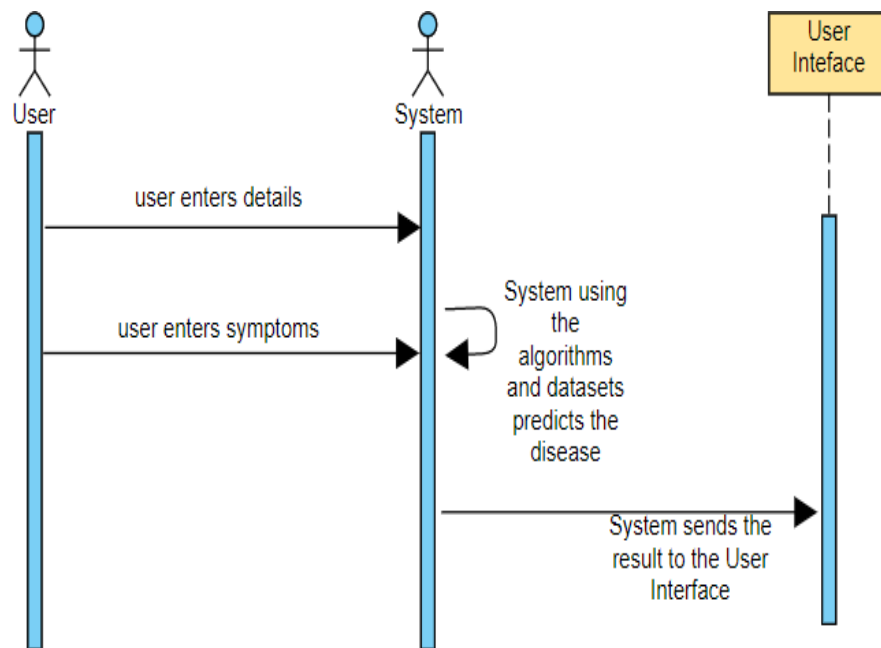 User
Inteface
User
System
user enters details
user enters symptoms
System using
the
algorithms
and datasets
predicts the
disease
System sends the
result to the User
Interface